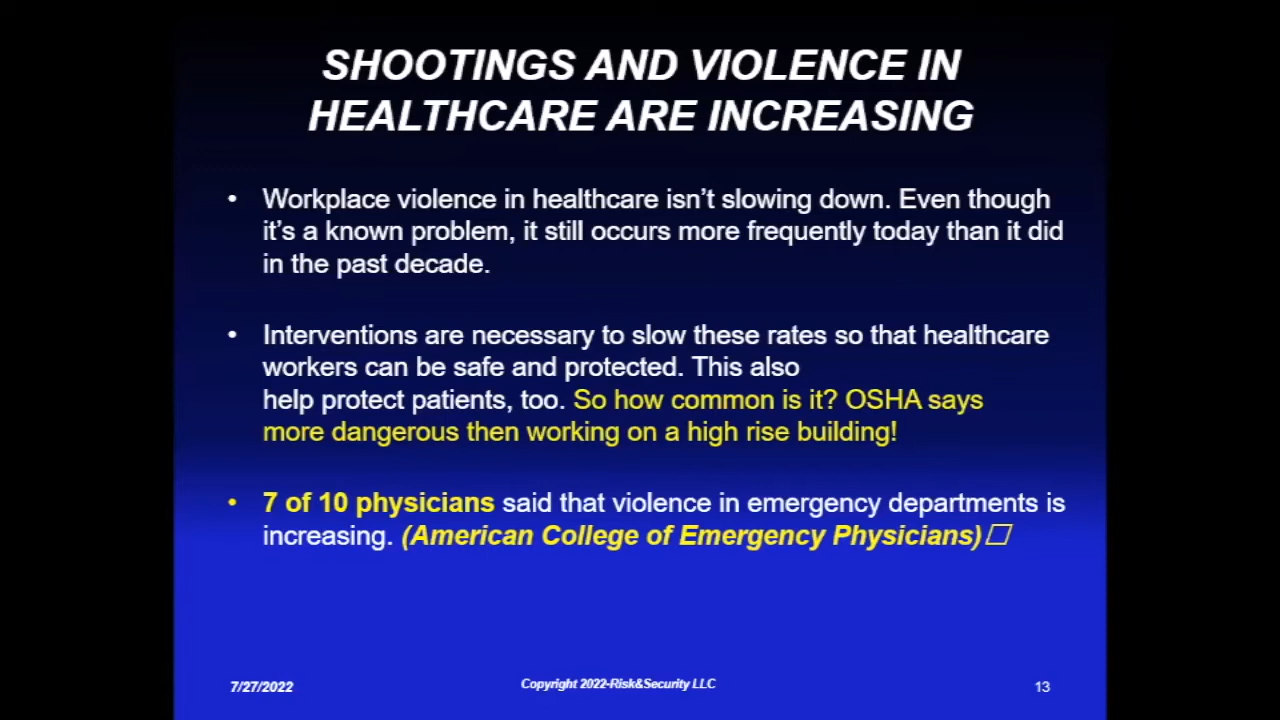 SHOOTINGS AND VIOLENCE IN
HEALTHCARE ARE INCREASING
• Workplace violence in healthcare isn't slowing down. Even though
it's a known problem, it still occurs more frequently today than it did
in the past decade.
• Interventions are necessary to slow these rates so that healthcare
workers can be safe and protected. This also
help protect patients, too. So how common is it? OSHA says
more dangerous then working on a high rise building!
• 7 of 10 physicians said that violence in emergency departments is
increasing. (American College of Emergency Physicians)□
7/27/2022
Copyright 2022-Risk&Security LLC
13